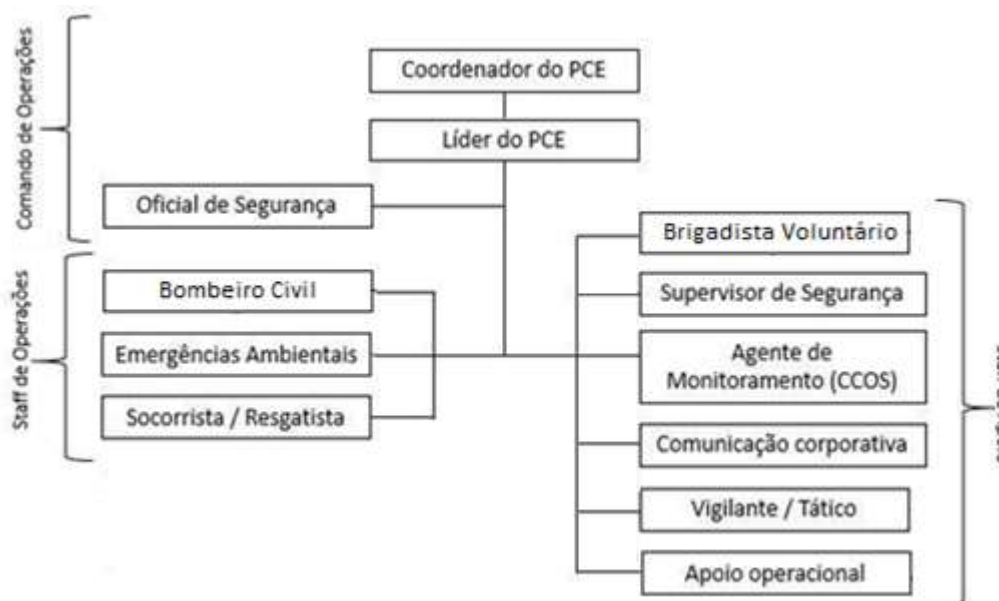 Comando de Operações
Coordenador do PCE
Líder do PCE
Oficial de Segurança
Staff de Operações
Bombeiro Civil
Emergências Ambientais
Socorrista / Resgatista
Brigadista Voluntário
Supervisor de Segurança
Agente de
Monitoramento (CCOS)
Comunicação corporativa
Vigilante / Tático
Apoio operacional